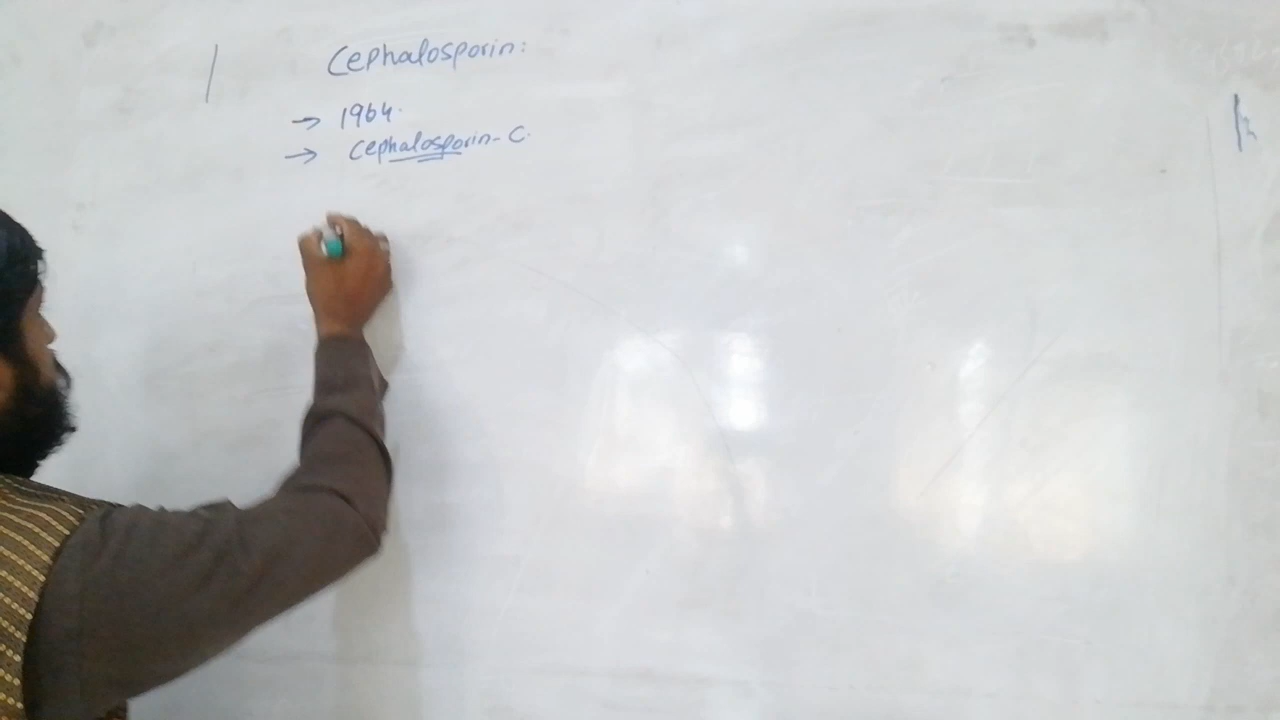 Cephalosporin:
→ 1964.
→ Cephalosporin-C.